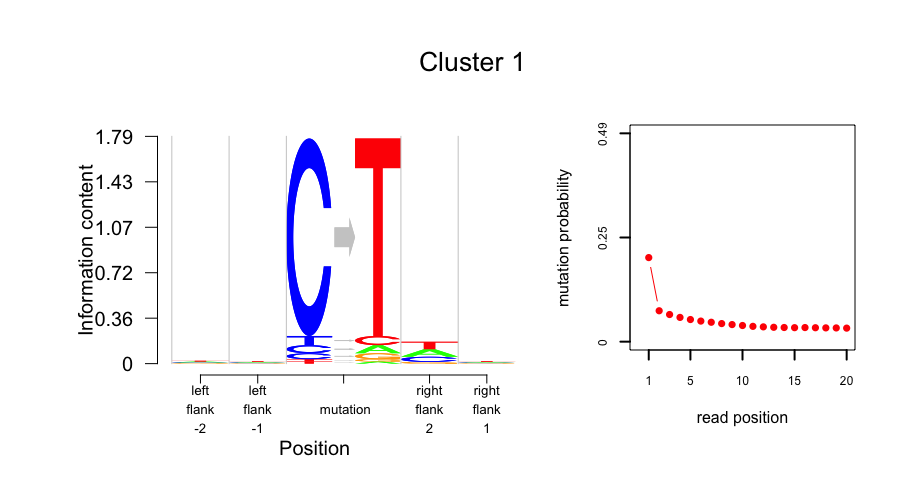 Cluster 1
Information content
1.79
1.43
1.07
0.72
0.36
0
C T
left flank -2
left flank -1
mutation
right flank 2
right flank 1
Position
mutation probability
0.49
0.25
0
1 5 10 15 20
read position